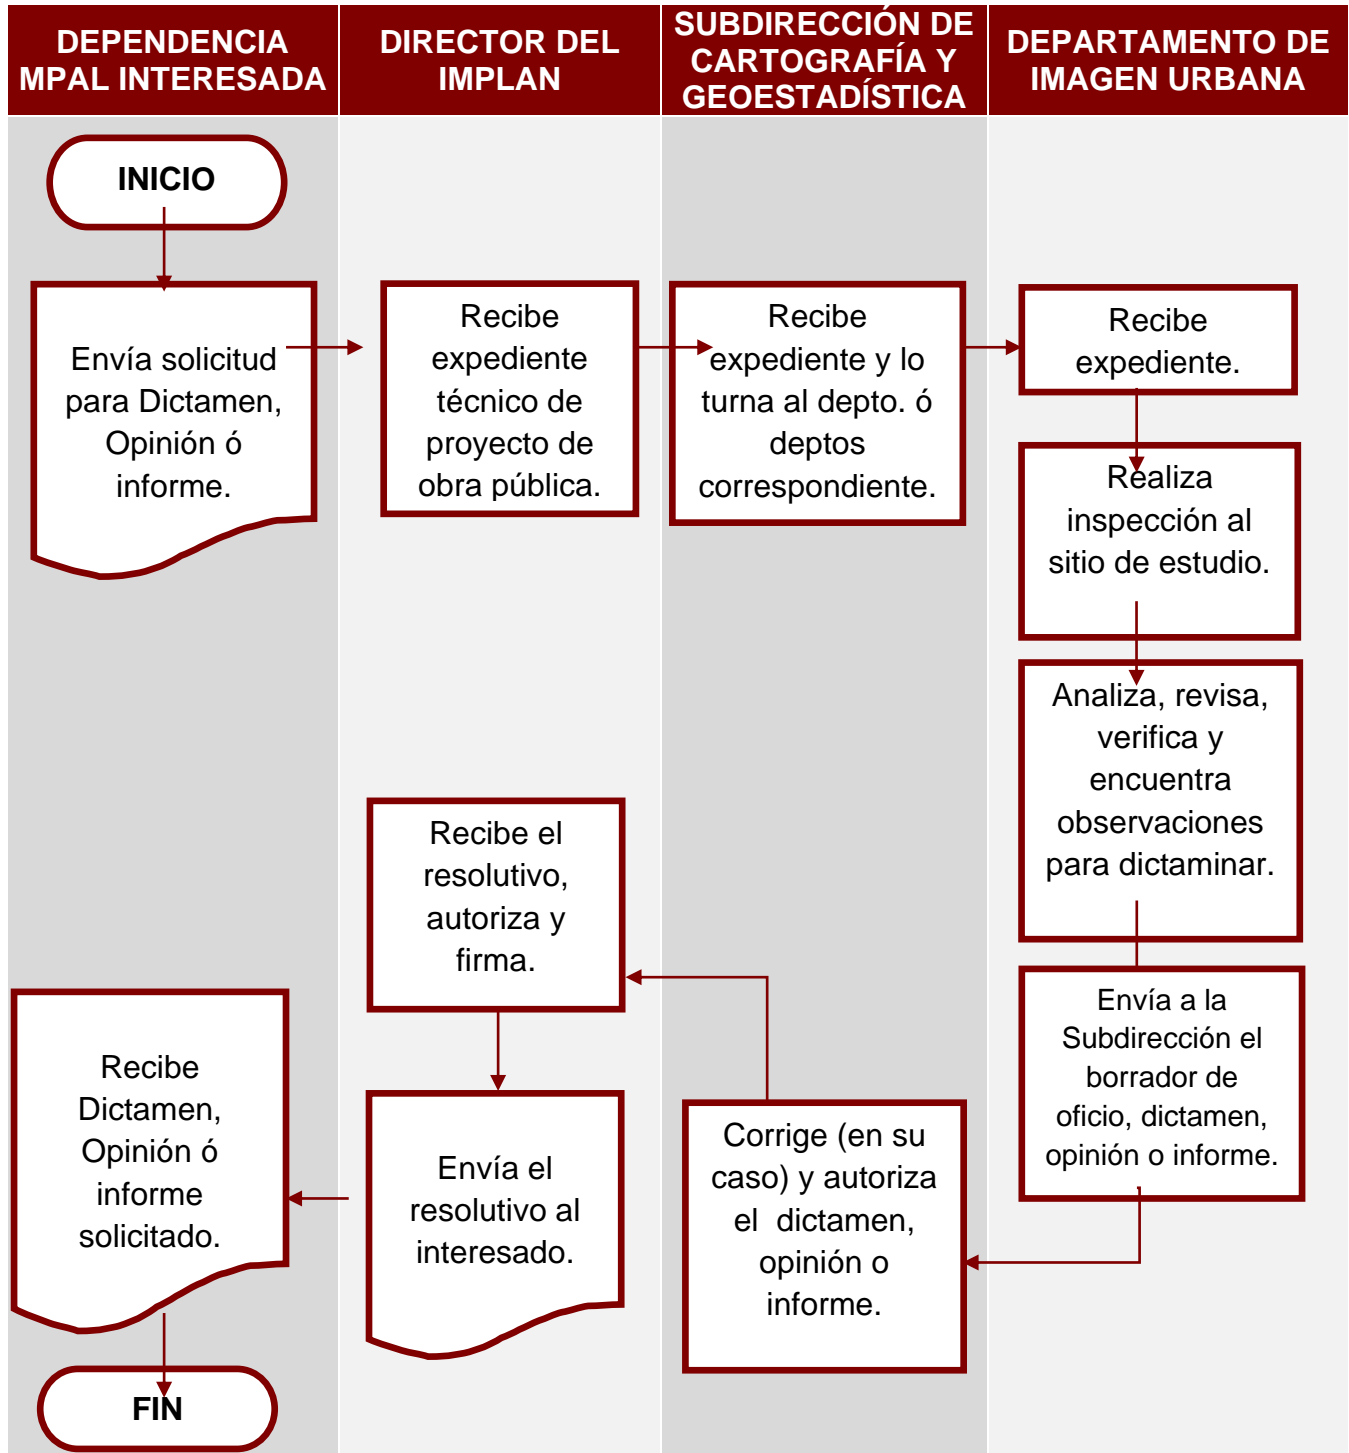 DEPENDENCIA
MPAL INTERESADA
DIRECTOR DEL
IMPLAN
SUBDIRECCIÓN DE
CARTOGRAFÍA Y
GEOESTADÍSTICA
DEPARTAMENTO DE
IMAGEN URBANA
INICIO
Envía solicitud
para Dictamen,
Opinión ó
informe.
Recibe
expediente
técnico de
proyecto de
obra pública.
Recibe
expediente y lo
turna al depto. ó
deptos
correspondiente.
Recibe
expediente.
Realiza
inspección al
sitio de estudio.
Analiza, revisa,
verifica y
encuentra
observaciones
para dictaminar.
Envía a la
Subdirección el
borrador de
oficio, dictamen,
opinión o informe.
Corrige (en su
caso) y autoriza
el  dictamen,
opinión o
informe.
Recibe el
resolutivo,
autoriza y
firma.
Envía el
resolutivo al
interesado.
Recibe
Dictamen,
Opinión ó
informe
solicitado.
FIN